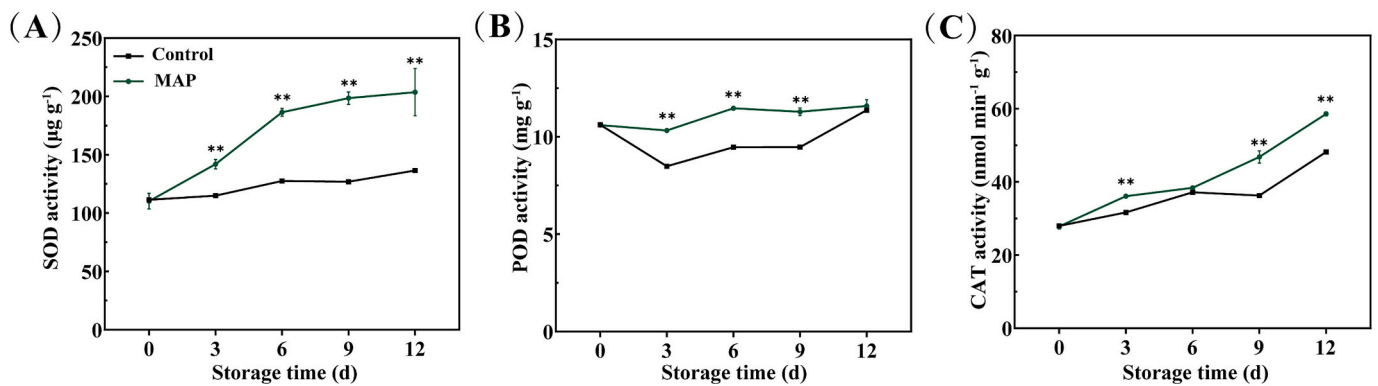 (A)
SOD activity (μg g⁻¹)
250
200
150
100
50
0
Control
MAP
**
**
**
**
0 3 6 9 12
Storage time (d)
(B)
POD activity (mg g⁻¹)
15
10
5
0
**
**
**
0 3 6 9 12
Storage time (d)
(C)
CAT activity (nmol min⁻¹ g⁻¹)
80
60
40
20
0
**
**
**
0 3 6 9 12
Storage time (d)